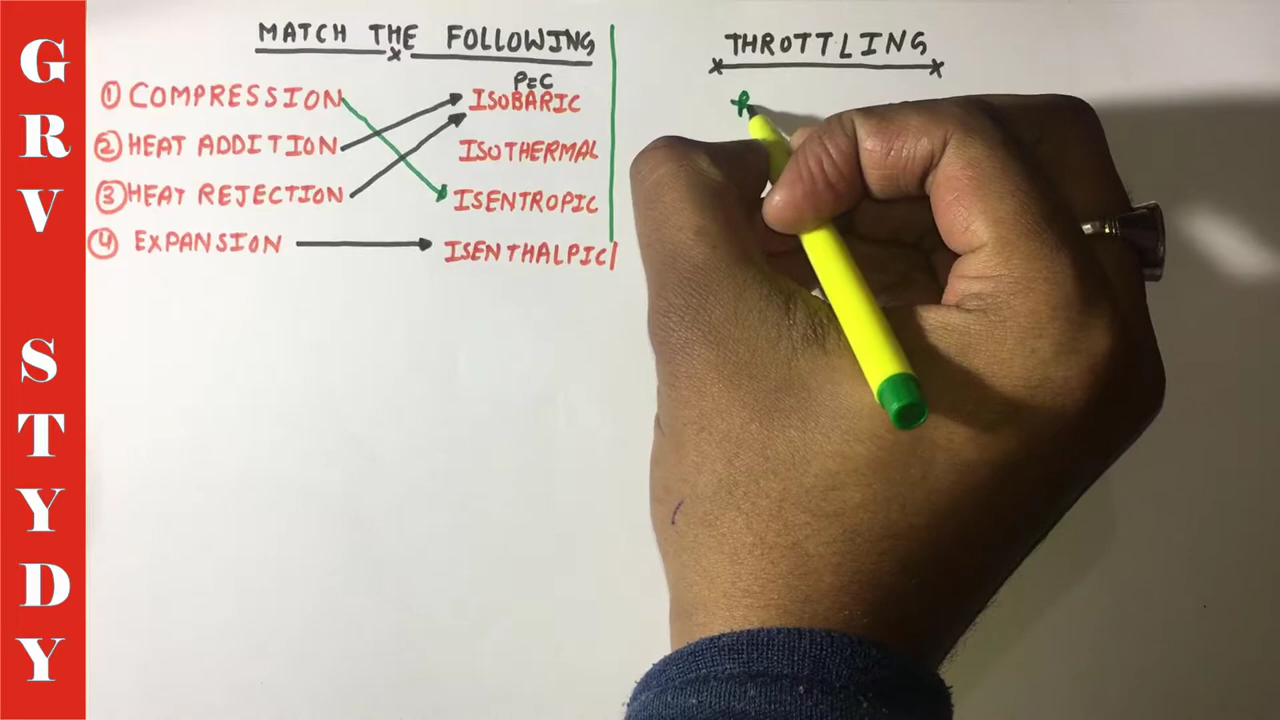 GRV STYDY
MATCH THE FOLLOWING
① COMPRESSION
② HEAT ADDITION
③ HEAT REJECTION
④ EXPANSION
P=C
ISOBARIC
ISOTHERMAL
ISENTROPIC
ISENTHALPIC
THROTTLING